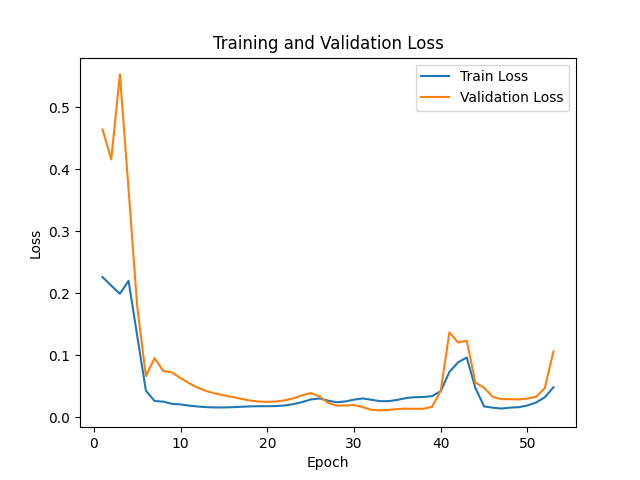 Training and Validation Loss
Train Loss
Validation Loss
Loss
0.5
0.4
0.3
0.2
0.1
0.0
0 10 20 30 40 50
Epoch